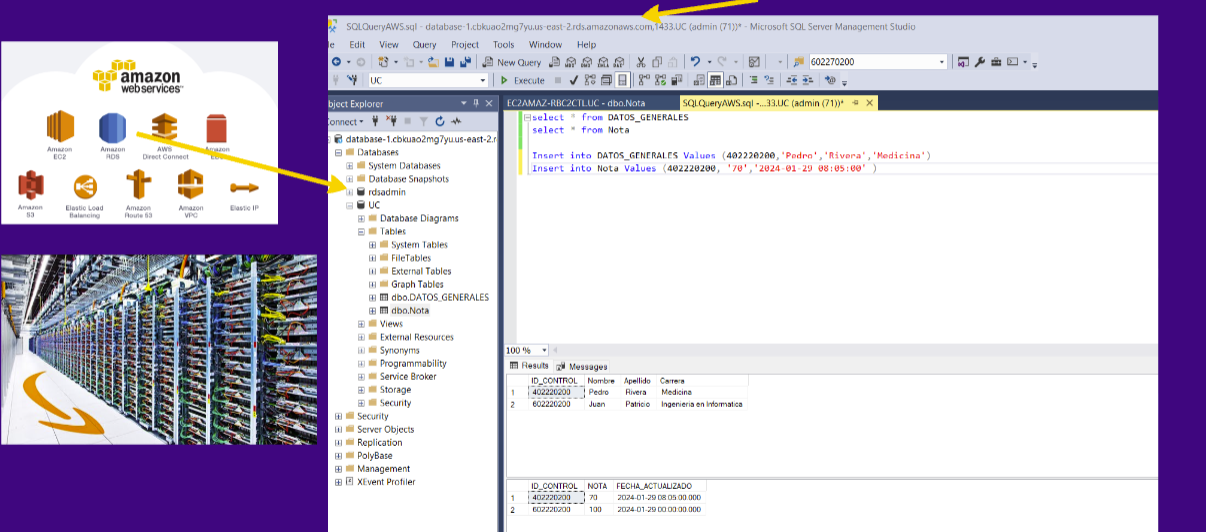 SQLQueryAWS.sql - database-1.cbkuao2mg7yu.us-east-2.rds.amazonaws.com,1433.UC (admin (71))* - Microsoft SQL Server Management Studio
Edit View Query Project Tools Window Help
New Query
602270200
UC
Execute
amazon
webservices™
Amazon
EC2
Amazon
RDS
AWS
Direct Connect
Amazon
Amazon
S3
Elastic Load
Balancing
Amazon
Route 53
Amazon
VPC
Elastic IP
bject Explorer
onnect
database-1.cbkuao2mg7yu.us-east-2.r
Databases
System Databases
Database Snapshots
rdsadmin
UC
Database Diagrams
Tables
System Tables
FileTables
External Tables
Graph Tables
dbo.DATOS_GENERALES
dbo.Nota
Views
External Resources
Synonyms
Programmability
Service Broker
Storage
Security
Security
Server Objects
Replication
PolyBase
Management
XEvent Profiler
EC2AMAZ-RBC2CTL.UC - dbo.Nota
SQLQueryAWS.sql -...33.UC (admin (71))*
select * from DATOS_GENERALES
select * from Nota
Insert into DATOS_GENERALES Values (402220200,'Pedro','Rivera','Medicina')
Insert into Nota Values (402220200, '70','2024-01-29 08:05:00' )
100 %
Results Messages
ID_CONTROL Nombre Apellido Carrera
1 402220200 Pedro Rivera Medicina
2 602220200 Juan Patricio Ingenieria en Informatica
ID_CONTROL NOTA FECHA_ACTUALIZADO
1 402220200 70 2024-01-29 08:05:00.000
2 602220200 100 2024-01-29 00:00:00.000